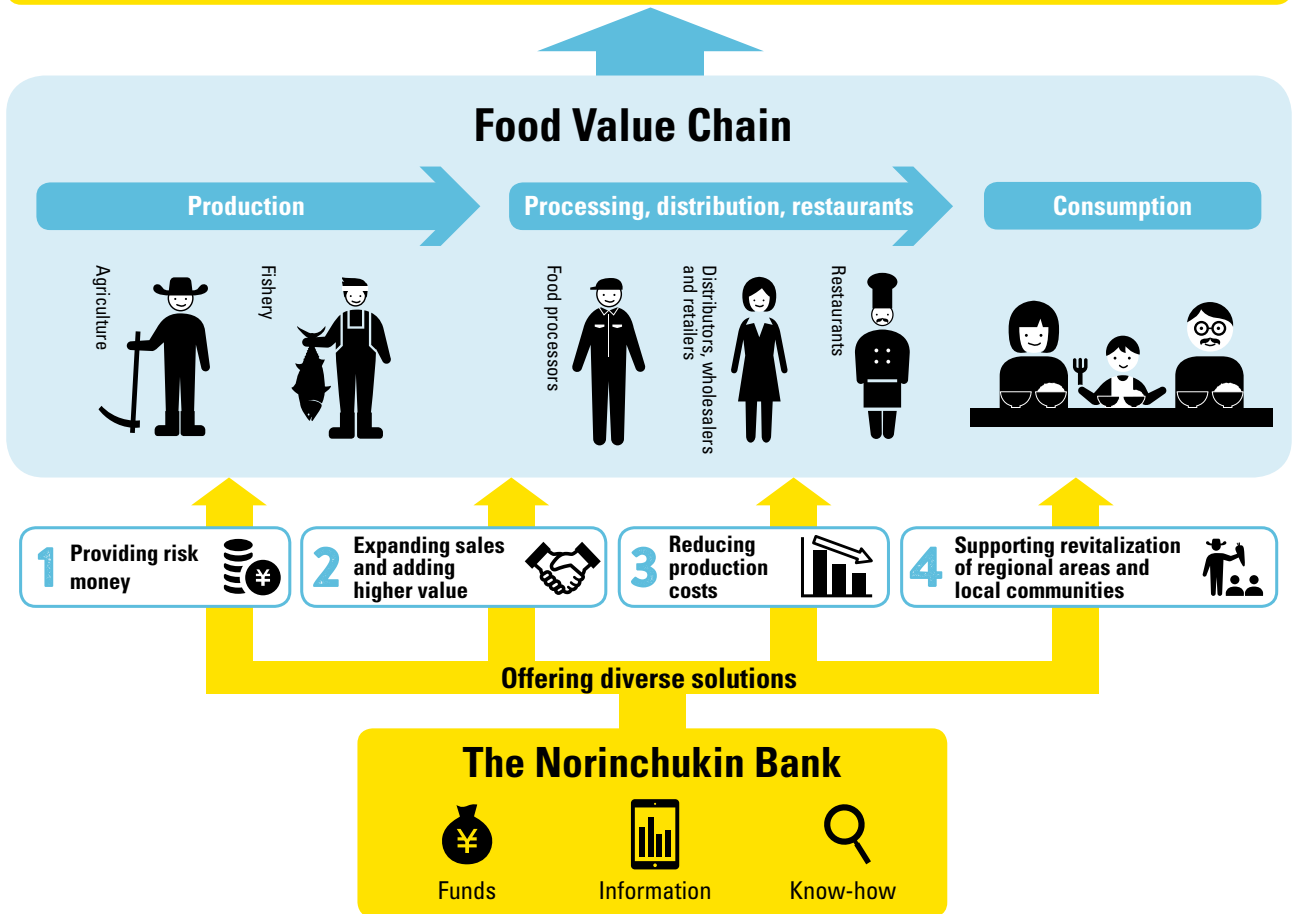 Food Value Chain
Production
Processing, distribution, restaurants
Consumption
Agriculture
Fishery
Food processors
Distributors, wholesalers
and retailers
Restaurants
1
Providing risk
money
¥
2
Expanding sales
and adding
higher value
3
Reducing
production
costs
4
Supporting revitalization
of regional areas and
local communities
Offering diverse solutions
The Norinchukin Bank
¥
Funds
Information
Know-how